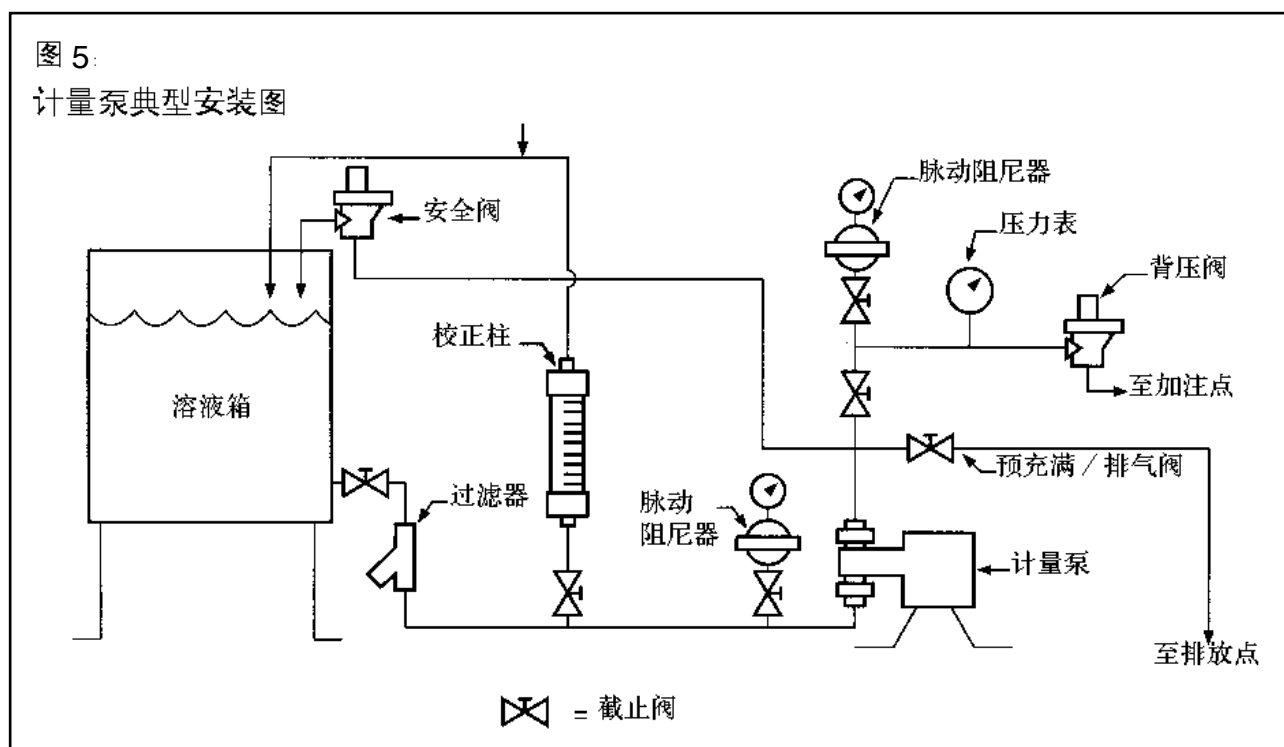 图 5:
计量泵典型安装图
脉动阻尼器
安全阀
压力表
背压阀
校正柱
至加注点
溶液箱
预充满/排气阀
过滤器
脉动
阻尼器
计量泵
至排放点
= 截止阀